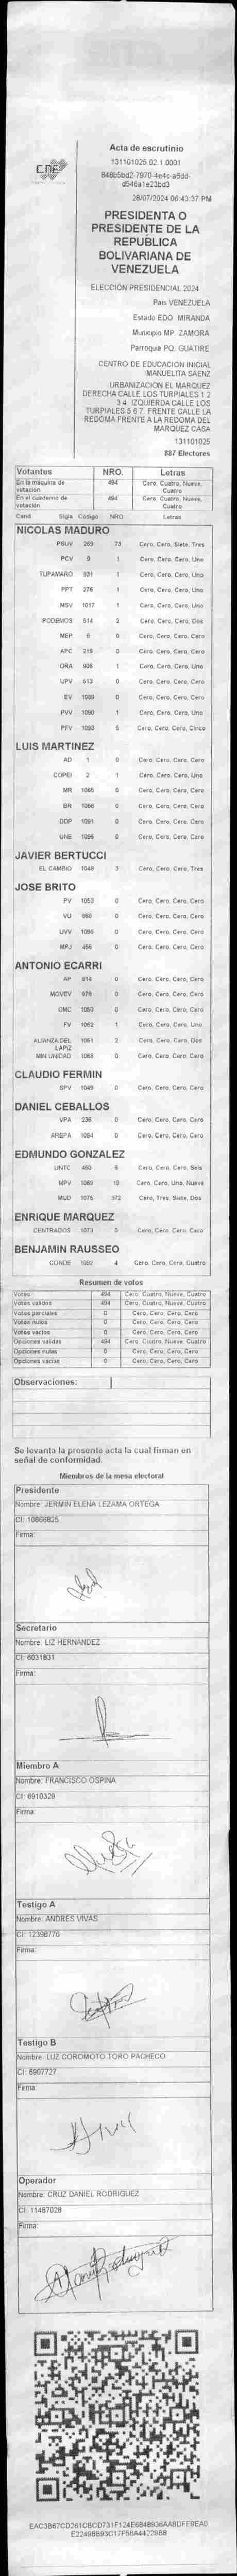 CNE
Acta de escrutinio
131101025.02.1.0001
28/07/2024 06:43:37 PM
PRESIDENTA O
PRESIDENTE DE LA
REPÚBLICA
BOLIVARIANA DE
VENEZUELA
ELECCIÓN PRESIDENCIAL 2024
País VENEZUELA
Estado EDO. MIRANDA
Municipio MP. ZAMORA
Parroquia PQ. GUATIRE
CENTRO DE EDUCACION INICIAL
MANUELITA SAENZ
URBANIZACIÓN EL MARQUEZ
DERECHA CALLE LOS TURPIALES 1 2
3 4. IZQUIERDA CALLE LOS
TURPIALES 5 6 7. FRENTE CALLE LA
REDOMA FRENTE A LA REDOMA DEL
MARQUEZ CASA
131101025
887 Electores
Votantes NRO. Letras
En la máquina de votación 494 Cero, Cuatro, Nueve, Cuatro
En el cuaderno de votación 494 Cero, Cuatro, Nueve, Cuatro
Cand. Sigla Código NRO Letras
NICOLAS MADURO
PSUV 269 73 Cero, Cero, Siete, Tres
PCV 9 1 Cero, Cero, Cero, Uno
TUPAMARO 931 1 Cero, Cero, Cero, Uno
PPT 276 1 Cero, Cero, Cero, Uno
MSV 1017 1 Cero, Cero, Cero, Uno
PODEMOS 514 2 Cero, Cero, Cero, Dos
MEP 6 0 Cero, Cero, Cero, Cero
APC 219 0 Cero, Cero, Cero, Cero
ORA 908 1 Cero, Cero, Cero, Uno
UPV 613 0 Cero, Cero, Cero, Cero
EV 1089 0 Cero, Cero, Cero, Cero
PVV 1090 1 Cero, Cero, Cero, Uno
PFV 1093 5 Cero, Cero, Cero, Cinco
LUIS MARTINEZ
AD 1 0 Cero, Cero, Cero, Cero
COPEI 2 1 Cero, Cero, Cero, Uno
MR 1065 0 Cero, Cero, Cero, Cero
BR 1086 0 Cero, Cero, Cero, Cero
DDP 1091 0 Cero, Cero, Cero, Cero
UNE 1095 0 Cero, Cero, Cero, Cero
JAVIER BERTUCCI
EL CAMBIO 1049 3 Cero, Cero, Cero, Tres
JOSE BRITO
PV 1053 0 Cero, Cero, Cero, Cero
VU 960 0 Cero, Cero, Cero, Cero
UVV 1096 0 Cero, Cero, Cero, Cero
MPJ 456 0 Cero, Cero, Cero, Cero
ANTONIO ECARRI
AP 914 0 Cero, Cero, Cero, Cero
MOVEV 979 0 Cero, Cero, Cero, Cero
CMC 1050 0 Cero, Cero, Cero, Cero
FV 1062 1 Cero, Cero, Cero, Uno
ALIANZA DEL LAPIZ 1061 2 Cero, Cero, Cero, Dos
MIN UNIDAD 1088 0 Cero, Cero, Cero, Cero
CLAUDIO FERMIN
SPV 1048 0 Cero, Cero, Cero, Cero
DANIEL CEBALLOS
VPA 236 0 Cero, Cero, Cero, Cero
AREPA 1084 0 Cero, Cero, Cero, Cero
EDMUNDO GONZALEZ
UNTC 480 6 Cero, Cero, Cero, Seis
MPV 1069 19 Cero, Cero, Uno, Nueve
MUD 1075 372 Cero, Tres, Siete, Dos
ENRIQUE MARQUEZ
CENTRADOS 1073 0 Cero, Cero, Cero, Cero
BENJAMIN RAUSSEO
CONDE 1092 4 Cero, Cero, Cero, Cuatro
Resumen de votos
Votos 494 Cero, Cuatro, Nueve, Cuatro
Votos válidos 494 Cero, Cuatro, Nueve, Cuatro
Votos parciales 0 Cero, Cero, Cero, Cero
Votos nulos 0 Cero, Cero, Cero, Cero
Votos vacíos 0 Cero, Cero, Cero, Cero
Opciones válidas 494 Cero, Cuatro, Nueve, Cuatro
Opciones nulas 0 Cero, Cero, Cero, Cero
Opciones vacías 0 Cero, Cero, Cero, Cero
Observaciones:
Se levanta la presente acta la cual firman en
señal de conformidad.
Miembros de la mesa electoral
Presidente
Nombre: JERMIN ELENA LEZAMA ORTEGA
CI: 10868825
Firma:
Secretario
Nombre: LIZ HERNANDEZ
CI: 6031831
Firma:
Miembro A
Nombre: FRANCISCO OSPINA
CI: 6910329
Firma:
Testigo A
Nombre: ANDRES VIVAS
CI: 12398776
Firma:
Testigo B
Nombre: LUZ COROMOTO TORO PACHECO
CI: 6907727
Firma:
Operador
Nombre: CRUZ DANIEL RODRIGUEZ
CI: 11487028
Firma: